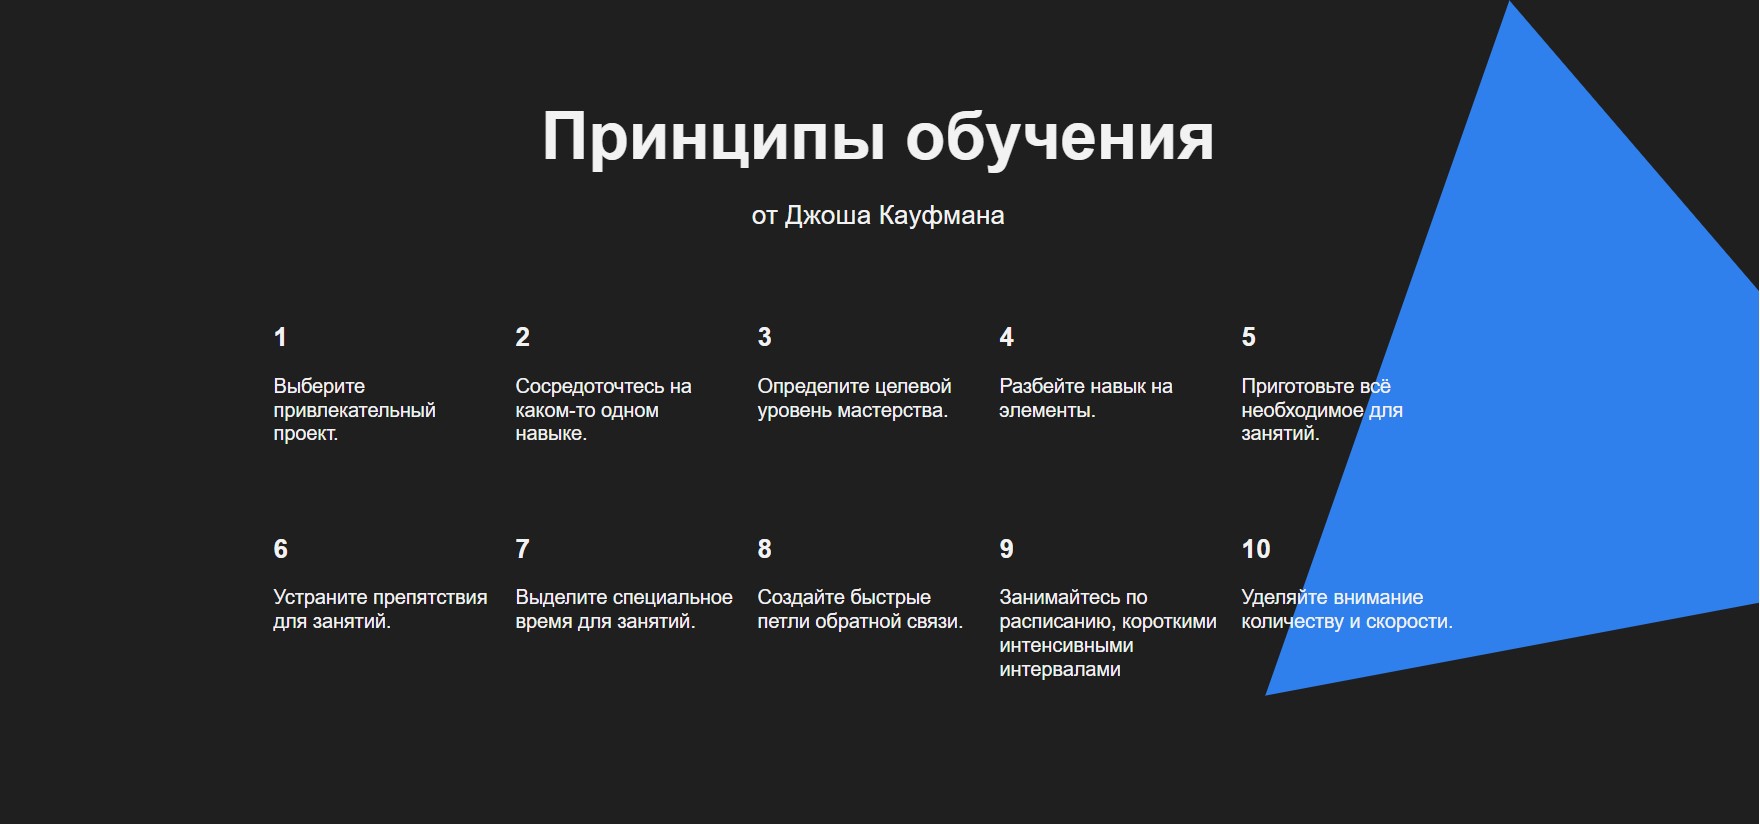 Принципы обучения
от Джоша Кауфмана
1
Выберите
привлекательный
проект.
2
Сосредоточтесь на
каком-то одном
навыке.
3
Определите целевой
уровень мастерства.
4
Разбейте навык на
элементы.
5
Приготовьте всё
необходимое для
занятий.
6
Устраните препятствия
для занятий.
7
Выделите специальное
время для занятий.
8
Создайте быстрые
петли обратной связи.
9
Занимайтесь по
расписанию, короткими
интенсивными
интервалами
10
Уделяйте внимание
количеству и скорости.